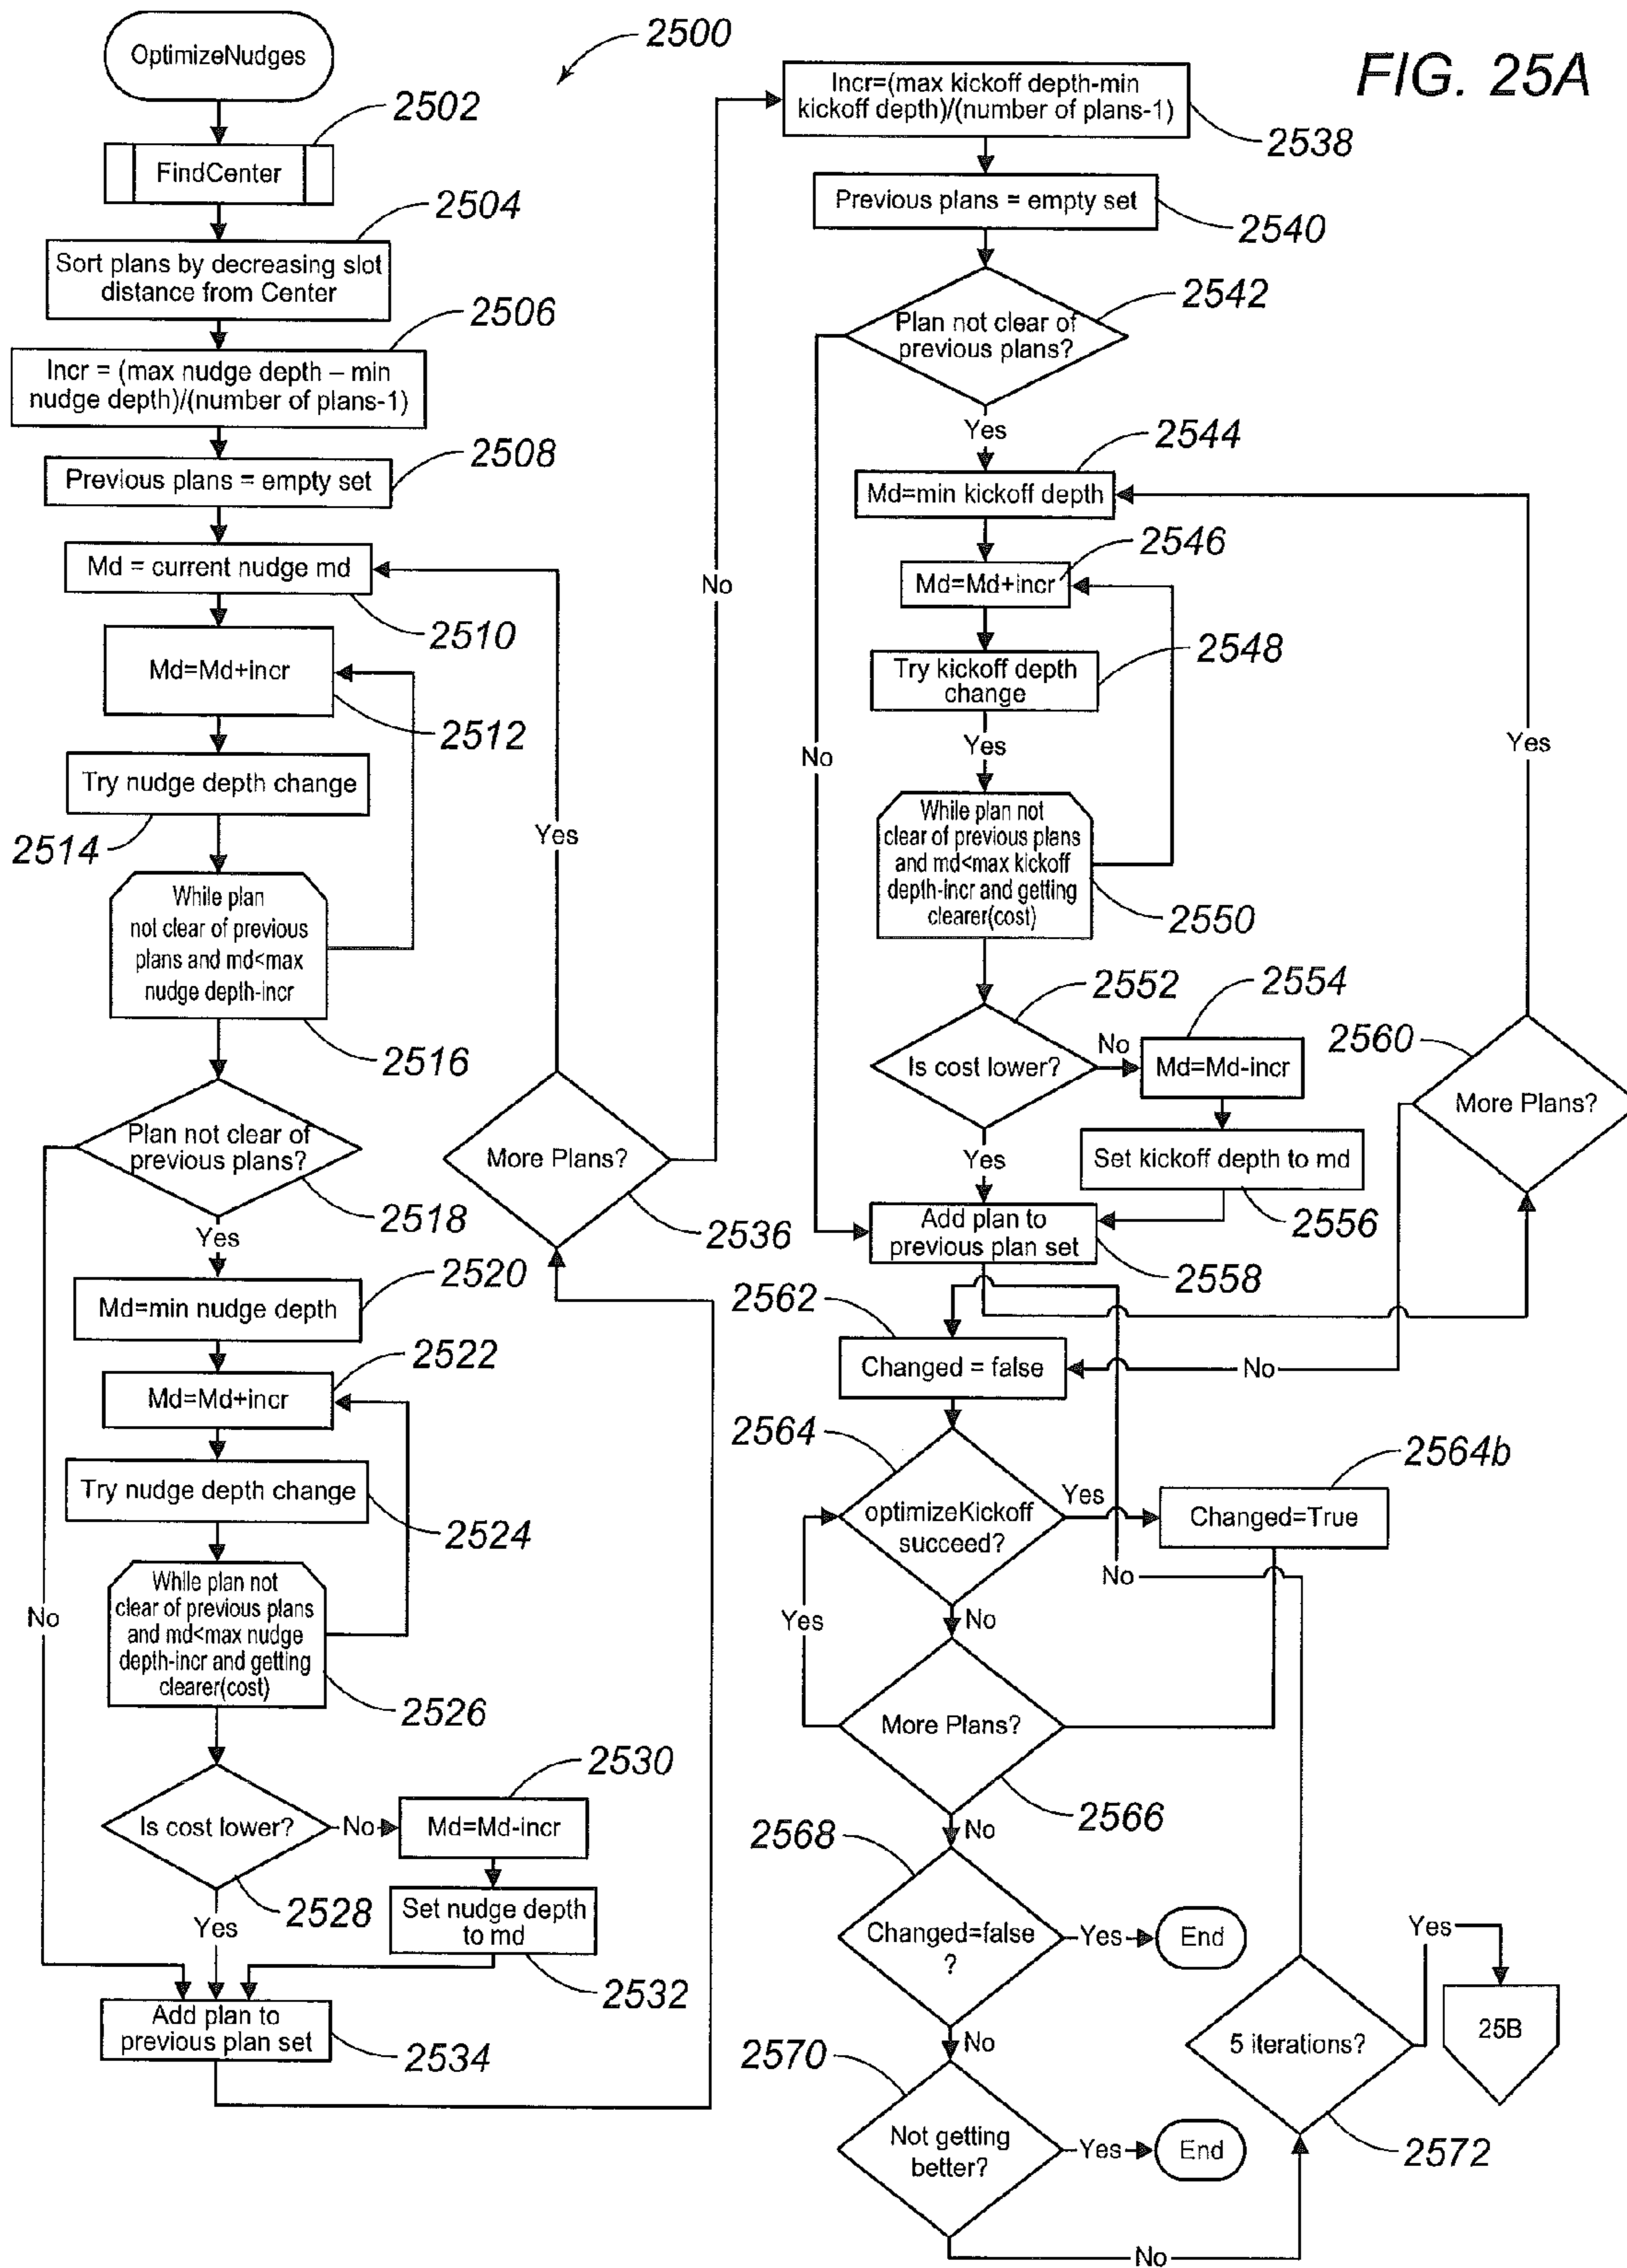 FIG. 25A
2500
OptimizeNudges
2502
FindCenter
2504
Sort plans by decreasing slot
distance from Center
2506
Incr = (max nudge depth – min
nudge depth)/(number of plans-1)
2508
Previous plans = empty set
Md = current nudge md
2510
Md=Md+incr
2512
Try nudge depth change
2514
While plan
not clear of previous
plans and md<max
nudge depth-incr
2516
Plan not clear of
previous plans?
2518
Yes
No
2520
Md=min nudge depth
2522
Md=Md+incr
Try nudge depth change
2524
While plan not
clear of previous plans
and md<max nudge
depth-incr and getting
clearer(cost)
2526
Is cost lower?
2528
No
2530
Md=Md-incr
Set nudge depth
to md
2532
Yes
Add plan to
previous plan set
2534
More Plans?
2536
Yes
No
Incr=(max kickoff depth-min
kickoff depth)/(number of plans-1)
2538
Previous plans = empty set
2540
2542
Plan not clear of
previous plans?
Yes
No
2544
Md=min kickoff depth
2546
Md=Md+incr
2548
Try kickoff depth
change
Yes
While plan not
clear of previous plans
and md<max kickoff
depth-incr and getting
clearer(cost)
2550
2552
Is cost lower?
No
2554
Md=Md-incr
Set kickoff depth to md
2556
Yes
Add plan to
previous plan set
2558
2560
More Plans?
Yes
No
2562
Changed = false
2564
optimizeKickoff
succeed?
Yes
2564b
Changed=True
No
Yes
More Plans?
2566
No
2568
Changed=false
?
Yes
End
No
2570
Not getting
better?
Yes
End
No
5 iterations?
2572
No
Yes
25B